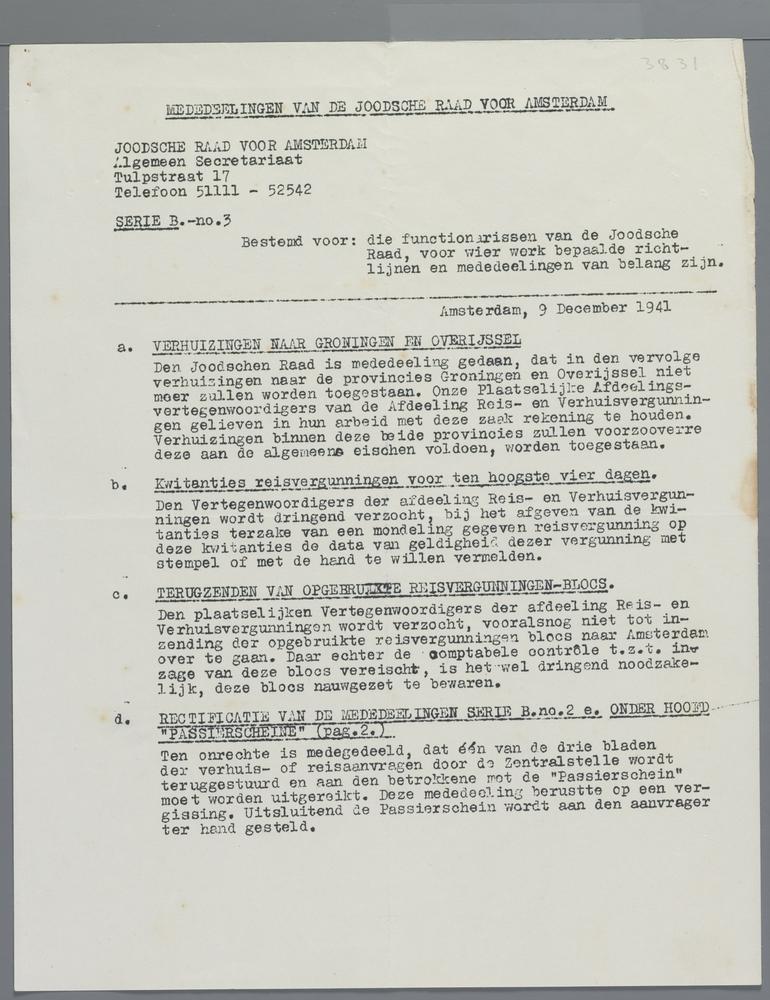 3831
MEDEDEELINGEN VAN DE JOODSCHE RAAD VOOR AMSTERDAM
JOODSCHE RAAD VOOR AMSTERDAM
Algemeen Secretariaat
Tulpstraat 17
Telefoon 51111 - 52542
SERIE B.-no.3
Bestemd voor: die functionarissen van de Joodsche
Raad, voor wier werk bepaalde richt-
lijnen en mededeelingen van belang zijn.
Amsterdam, 9 December 1941
a. VERHUIZINGEN NAAR GRONINGEN EN OVERIJSSEL
Den Joodschen Raad is mededeeling gedaan, dat in den vervolge
verhuizingen naar de provincies Groningen en Overijssel niet
meer zullen worden toegestaan. Onze Plaatselijke Afdeelings-
vertegenwoordigers van de Afdeeling Reis- en Verhuisvergunnin-
gen gelieven in hun arbeid met deze zaak rekening te houden.
Verhuizingen binnen deze beide provincies zullen voorzooverre
deze aan de algemeene eischen voldoen, worden toegestaan.
b. Kwitanties reisvergunningen voor ten hoogste vier dagen.
Den Vertegenwoordigers der afdeeling Reis- en Verhuisvergun-
ningen wordt dringend verzocht, bij het afgeven van de kwi-
tanties terzake van een mondeling gegeven reisvergunning op
deze kwitanties de data van geldigheid dezer vergunning met
stempel of met de hand te willen vermelden.
c. TERUGZENDEN VAN OPGEBRUIKTE REISVERGUNNINGEN-BLOCS.
Den plaatselijken Vertegenwoordigers der afdeeling Reis- en
Verhuisvergunningen wordt verzocht, vooralsnog niet tot in-
zending der opgebruikte reisvergunningen blocs naar Amsterdam
over te gaan. Daar echter de comptabele contrôle t.z.t. in-
zage van deze blocs vereischt, is het wel dringend noodzake-
lijk, deze blocs nauwgezet te bewaren.
d. RECTIFICATIE VAN DE MEDEDEELINGEN SERIE B.no.2 e. ONDER HOOFD
"PASSIERSCHEINE" (pag.2.)
Ten onrechte is medegedeeld, dat één van de drie bladen
der verhuis- of reisaanvragen door de Zentralstelle wordt
teruggestuurd en aan den betrokkene met de "Passierschein"
moet worden uitgereikt. Deze mededeeling berustte op een ver-
gissing. Uitsluitend de Passierschein wordt aan den aanvrager
ter hand gesteld.